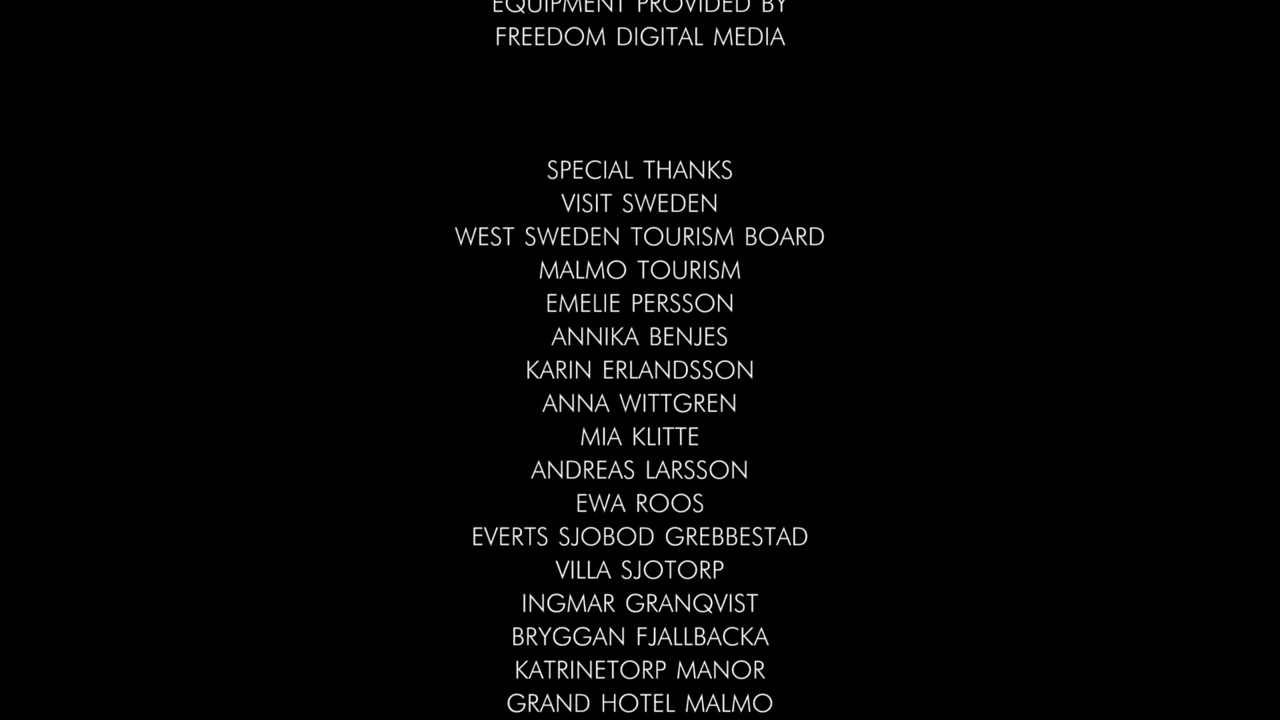 EQUIPMENT PROVIDED BY
FREEDOM DIGITAL MEDIA
SPECIAL THANKS
VISIT SWEDEN
WEST SWEDEN TOURISM BOARD
MALMO TOURISM
EMELIE PERSSON
ANNIKA BENJES
KARIN ERLANDSSON
ANNA WITTGREN
MIA KLITTE
ANDREAS LARSSON
EWA ROOS
EVERTS SJOBOD GREBBESTAD
VILLA SJOTORP
INGMAR GRANQVIST
BRYGGAN FJALLBACKA
KATRINETORP MANOR
GRAND HOTEL MALMO